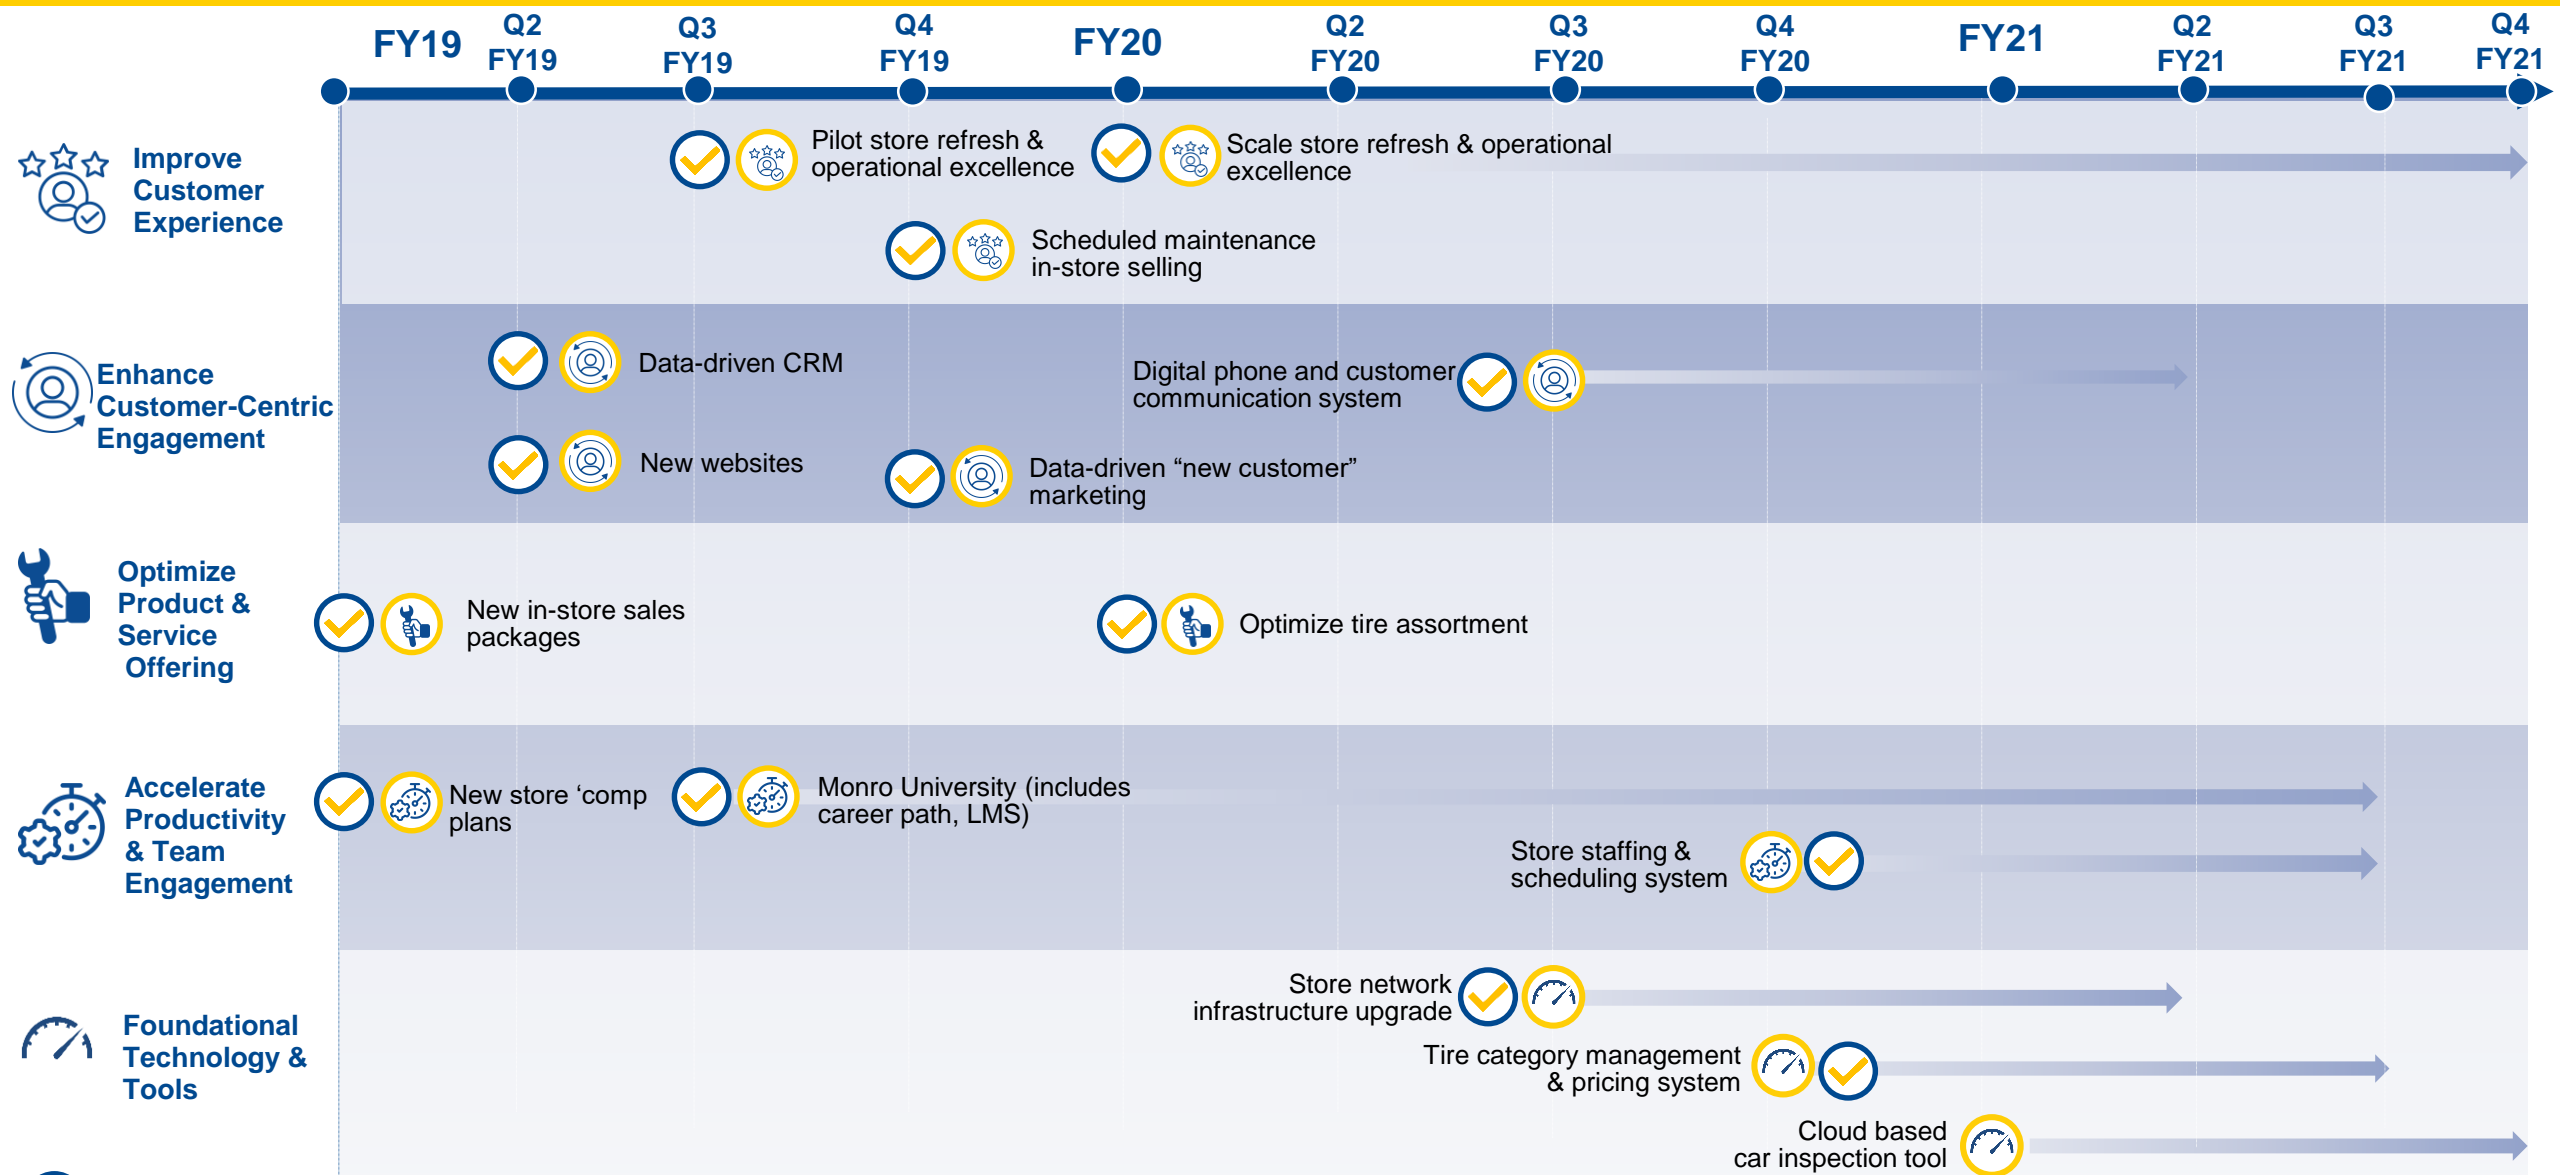 FY19
Q2
FY19
Q3
FY19
Q4
FY19
FY20
Q2
FY20
Q3
FY20
Q4
FY20
FY21
Q2
FY21
Q3
FY21
Q4
FY21
Improve
Customer
Experience
Pilot store refresh &
operational excellence
Scale store refresh & operational
excellence
Scheduled maintenance
in-store selling
Enhance
Customer-Centric
Engagement
Data-driven CRM
Digital phone and customer
communication system
New websites
Data-driven “new customer”
marketing
Optimize
Product &
Service
Offering
New in-store sales
packages
Optimize tire assortment
Accelerate
Productivity
& Team
Engagement
New store ‘comp
plans
Monro University (includes
career path, LMS)
Store staffing &
scheduling system
Foundational
Technology &
Tools
Store network
infrastructure upgrade
Tire category management
& pricing system
Cloud based
car inspection tool